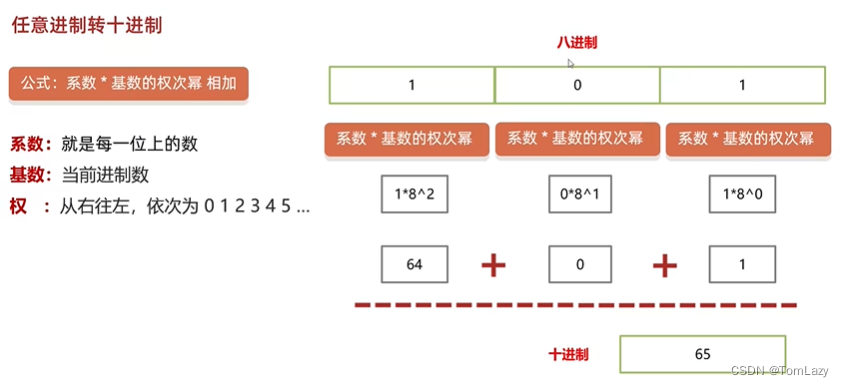 任意进制转十进制
八进制
公式：系数 * 基数的权次幂 相加
1 0 1
系数 * 基数的权次幂 系数 * 基数的权次幂 系数 * 基数的权次幂
系数：就是每一位上的数
基数：当前进制数
权 ：从右往左，依次为 0 1 2 3 4 5 ...
1*8^2 0*8^1 1*8^0
64 + 0 + 1
十进制 65
CSDN @TomLazy